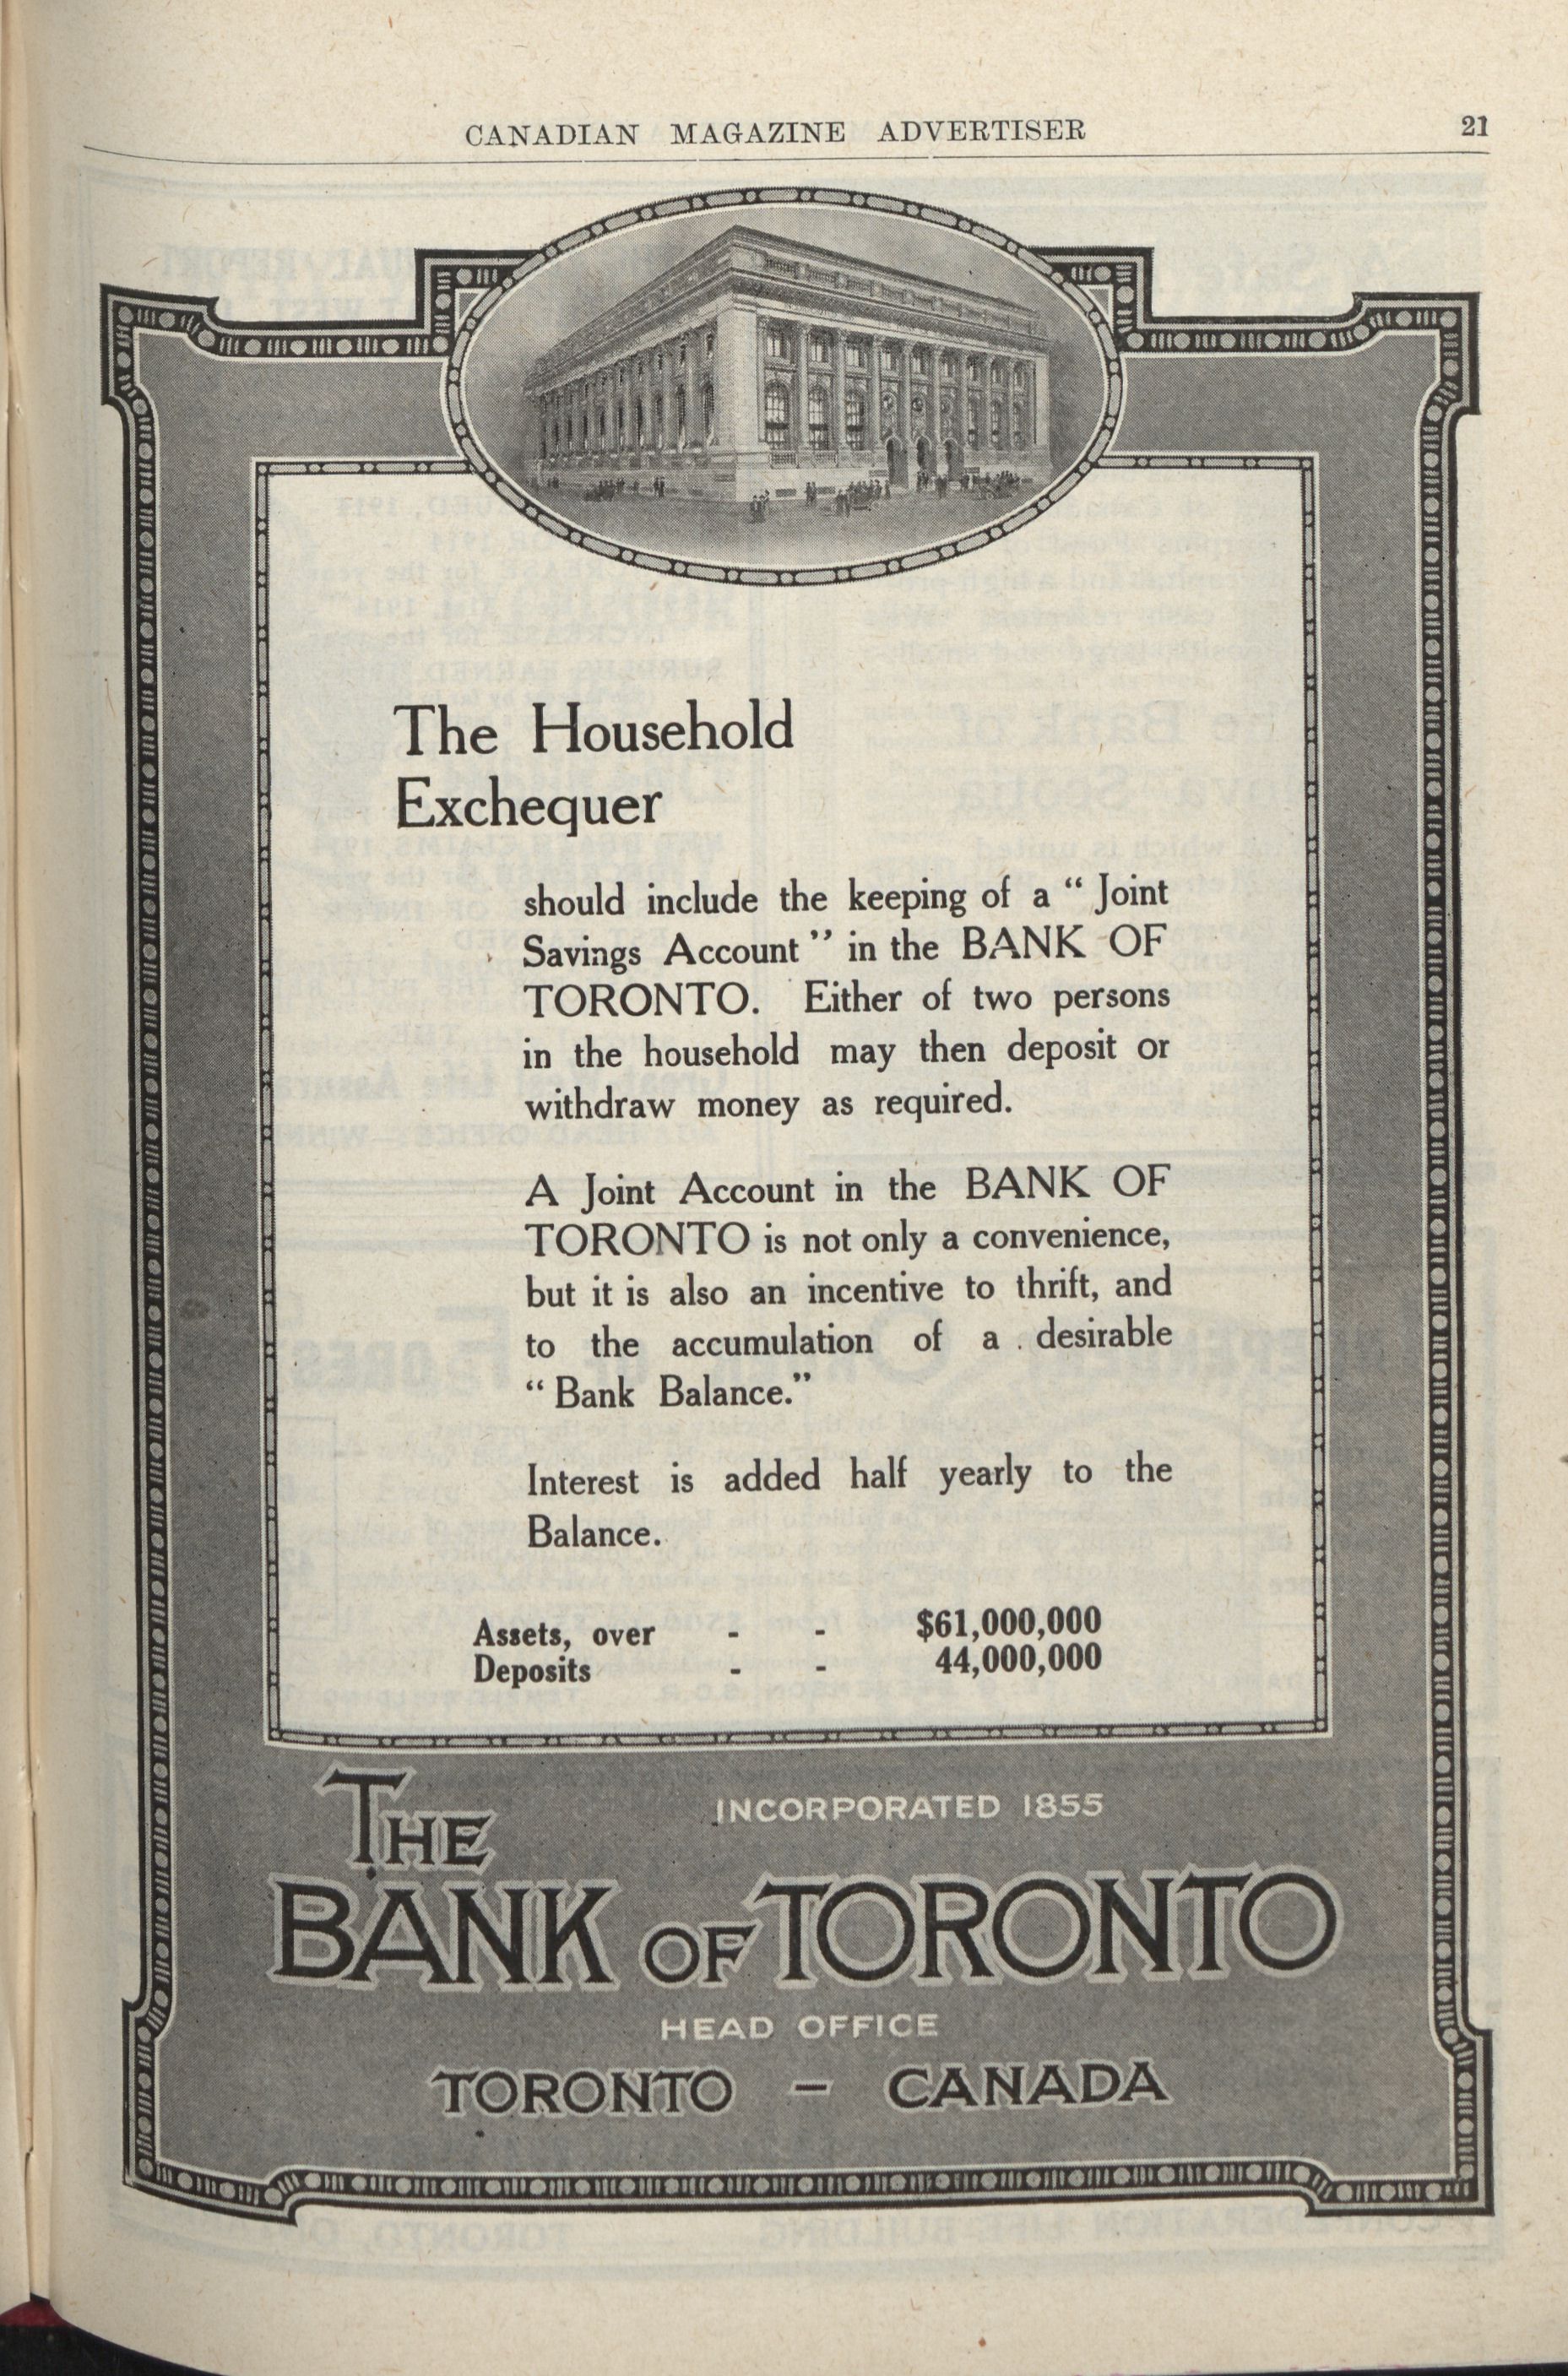 CANADIAN MAGAZINE ADVERTISER 21
The Household
Exchequer
should include the keeping of a “ Joint
Savings Account ” in the BANK OF
TORONTO. Either of two persons
in the household may then deposit or
withdraw money as required.
A Joint Account in the BANK OF
TORONTO is not only a convenience,
but it is also an incentive to thrift, and
to the accumulation of a desirable
“ Bank Balance.”
Interest is added half yearly to the
Balance.
Assets, over - - $61,000,000
Deposits - - 44,000,000
THE INCORPORATED 1855
BANK OF TORONTO
HEAD OFFICE
TORONTO – CANADA